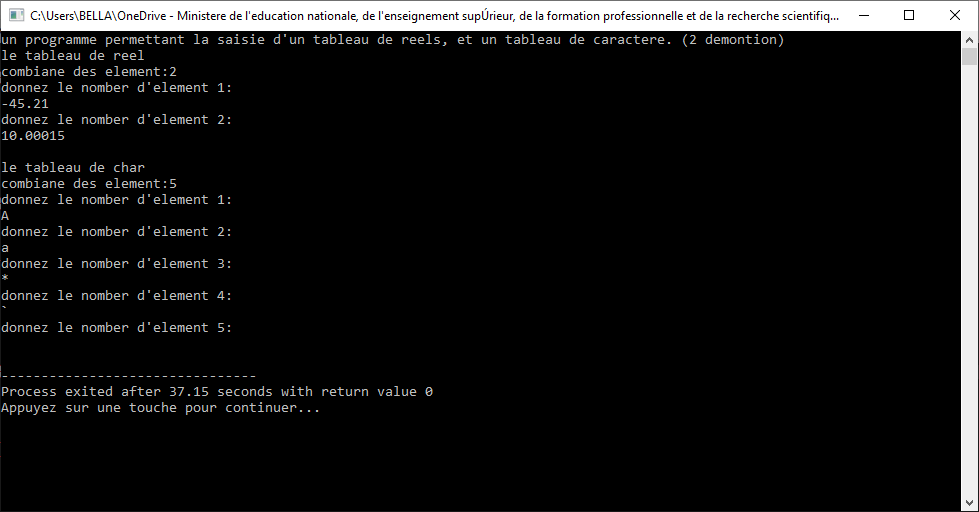 C:\Users\BELLA\OneDrive - Ministere de l'education nationale, de l'enseignement supÚrieur, de la formation professionnelle et de la recherche scientifiq...
un programme permettant la saisie d'un tableau de reels, et un tableau de caractere. (2 demontion)
le tableau de reel
combiane des element:2
donnez le nomber d'element 1:
-45.21
donnez le nomber d'element 2:
10.00015
le tableau de char
combiane des element:5
donnez le nomber d'element 1:
A
donnez le nomber d'element 2:
a
donnez le nomber d'element 3:
*
donnez le nomber d'element 4:
`
donnez le nomber d'element 5:
--------------------------------
Process exited after 37.15 seconds with return value 0
Appuyez sur une touche pour continuer...